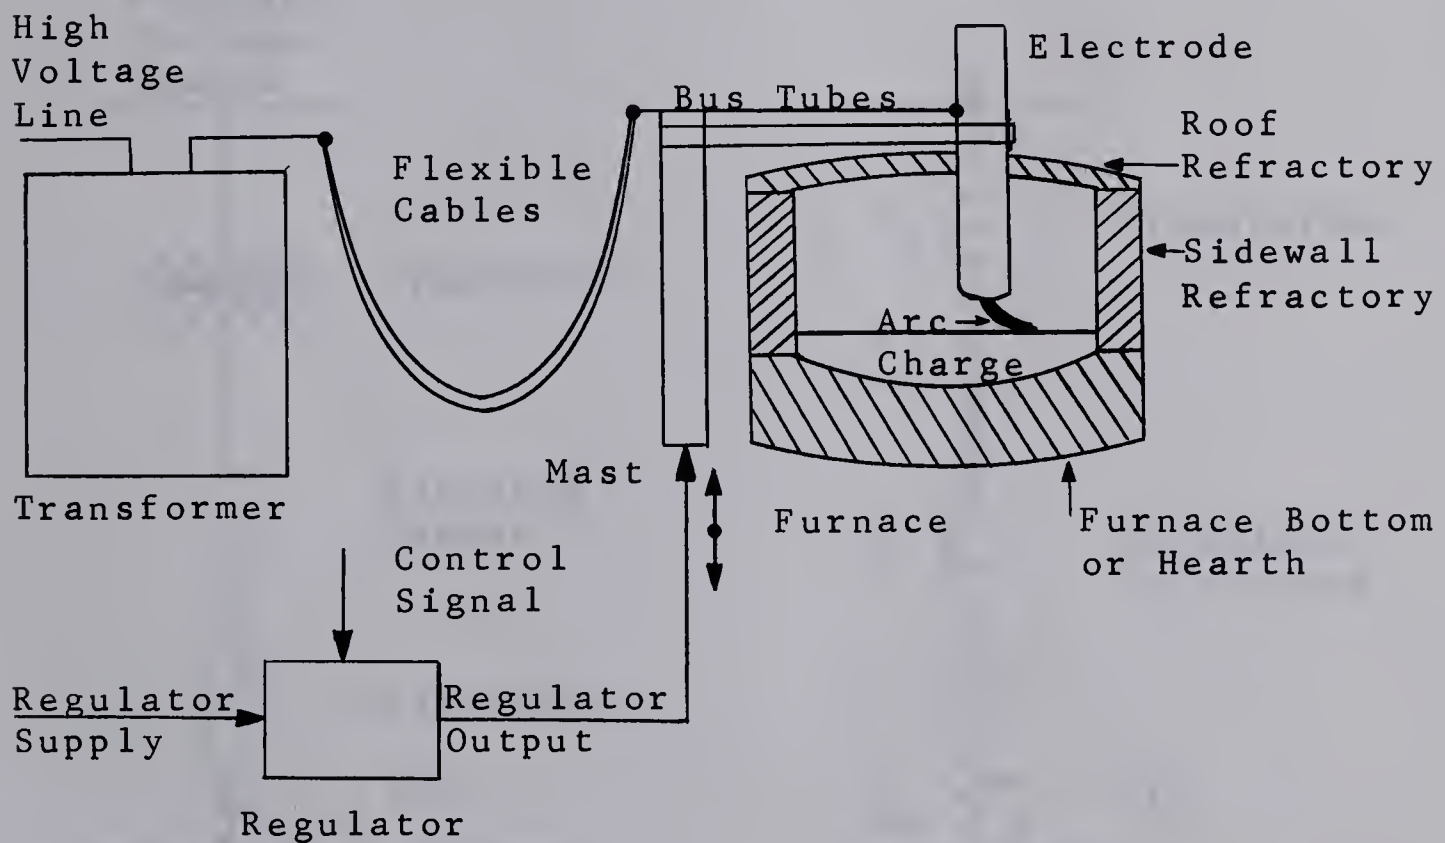 High
Voltage
Line
Electrode
Bus Tubes
Roof
Refractory
Flexible
Cables
Sidewall
Refractory
Arc
Charge
Mast
Transformer
Furnace
Furnace Bottom
or Hearth
Control
Signal
Regulator
Supply
Regulator
Output
Regulator